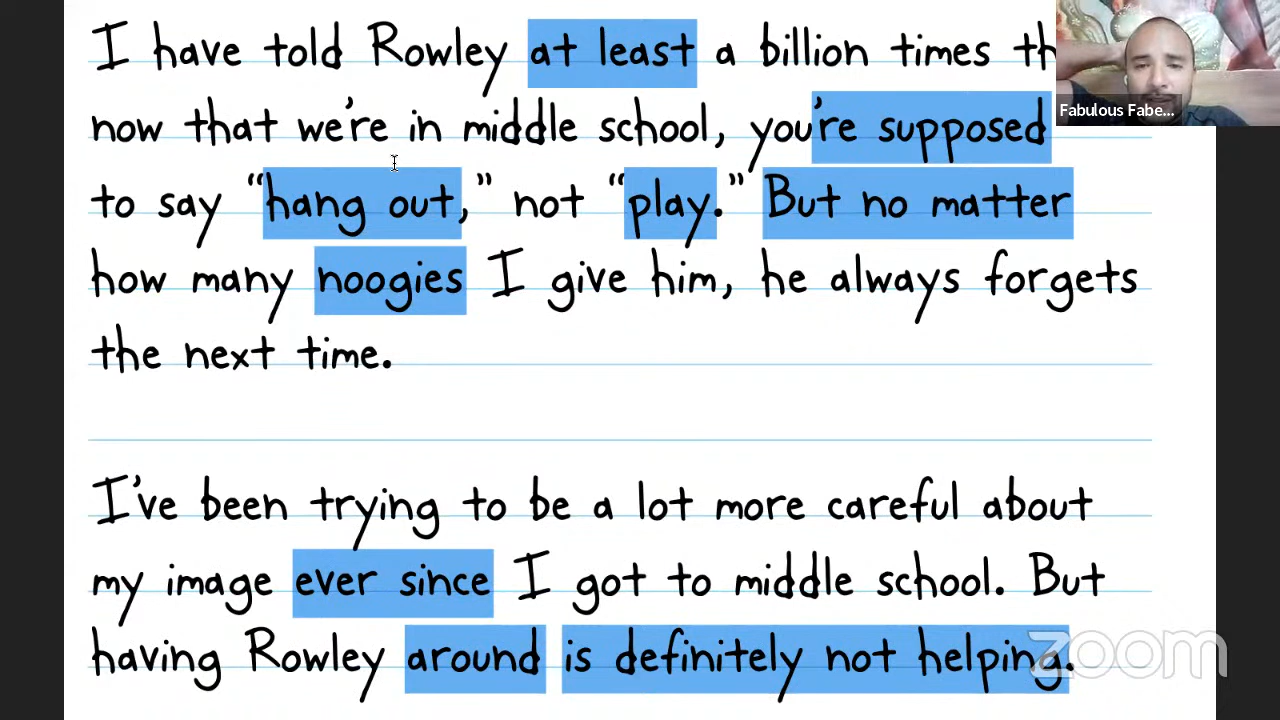 I have told Rowley at least a billion times th
now that we're in middle school, you're supposed
to say "hang out," not "play." But no matter
how many noogies I give him, he always forgets
the next time.
I've been trying to be a lot more careful about
my image ever since I got to middle school. But
having Rowley around is definitely not helping.
Fabulous Fabe...
zoom